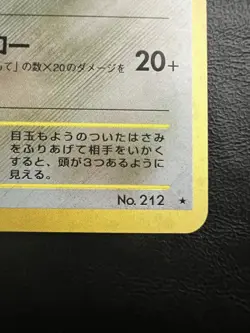 ロー
て」の数×20のダメージを 20+
目玉もようのついたはさみ
をふりあげて相手をいかく
すると、頭が3つあるように
見える。
No. 212 ★